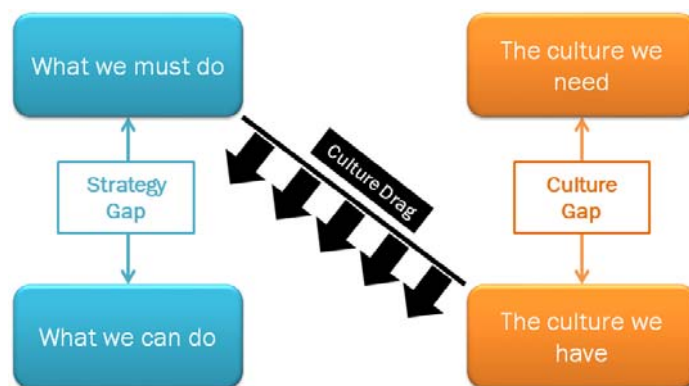 What we must do
The culture we
need
Culture Drag
Strategy
Gap
Culture
Gap
What we can do
The culture we
have